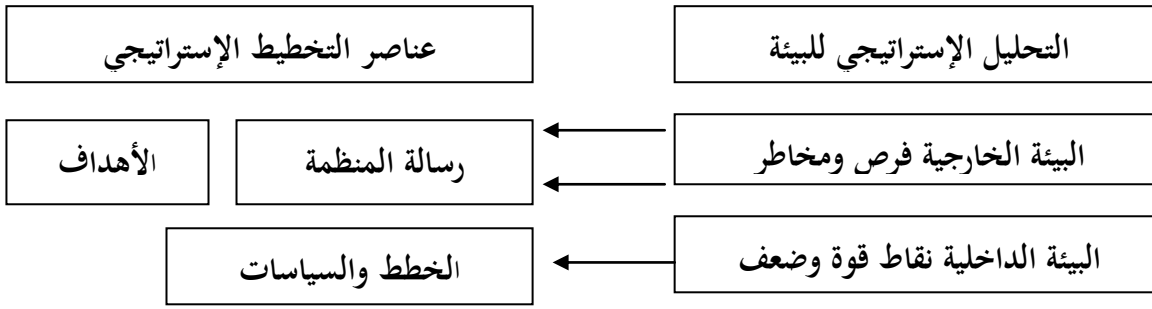 التحليل الإستراتيجي للبيئة
عناصر التخطيط الإستراتيجي
البيئة الخارجية فرص ومخاطر
رسالة المنظمة
الأهداف
البيئة الداخلية نقاط قوة وضعف
الخطط والسياسات